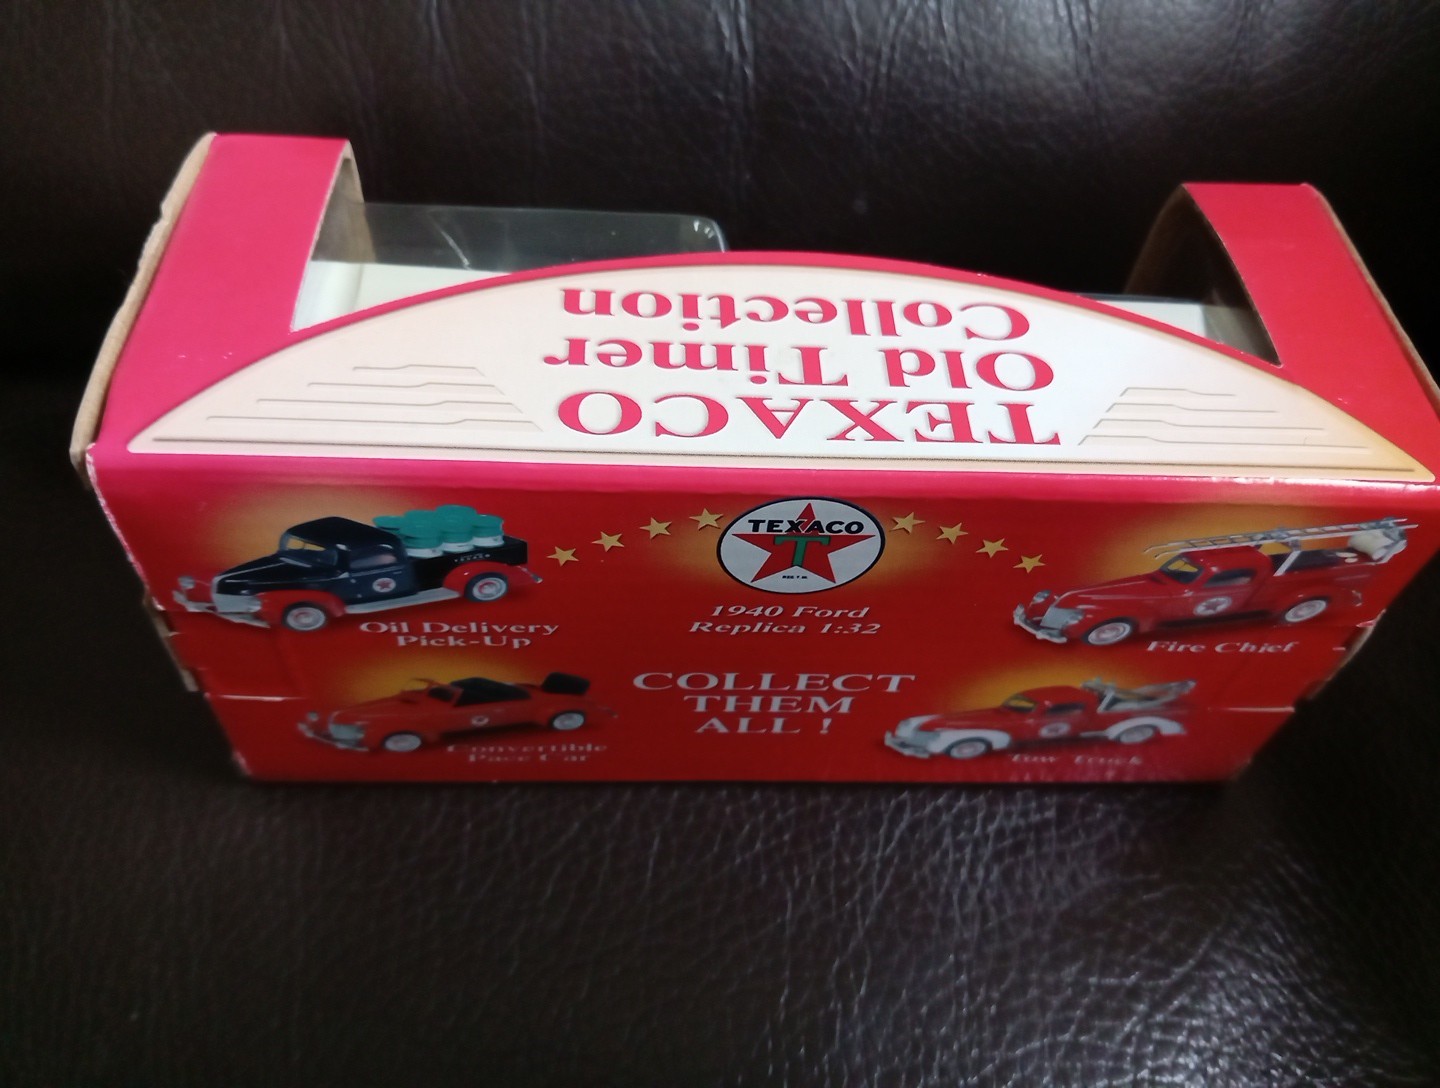 TEXACO
Old Timer
Collection
TEXACO
T
REG. T.M.
1940 Ford
Replica 1:32
Oil Delivery
Pick-Up
Fire Chief
COLLECT
THEM
ALL !
Convertible
Pace Car
Tow Truck